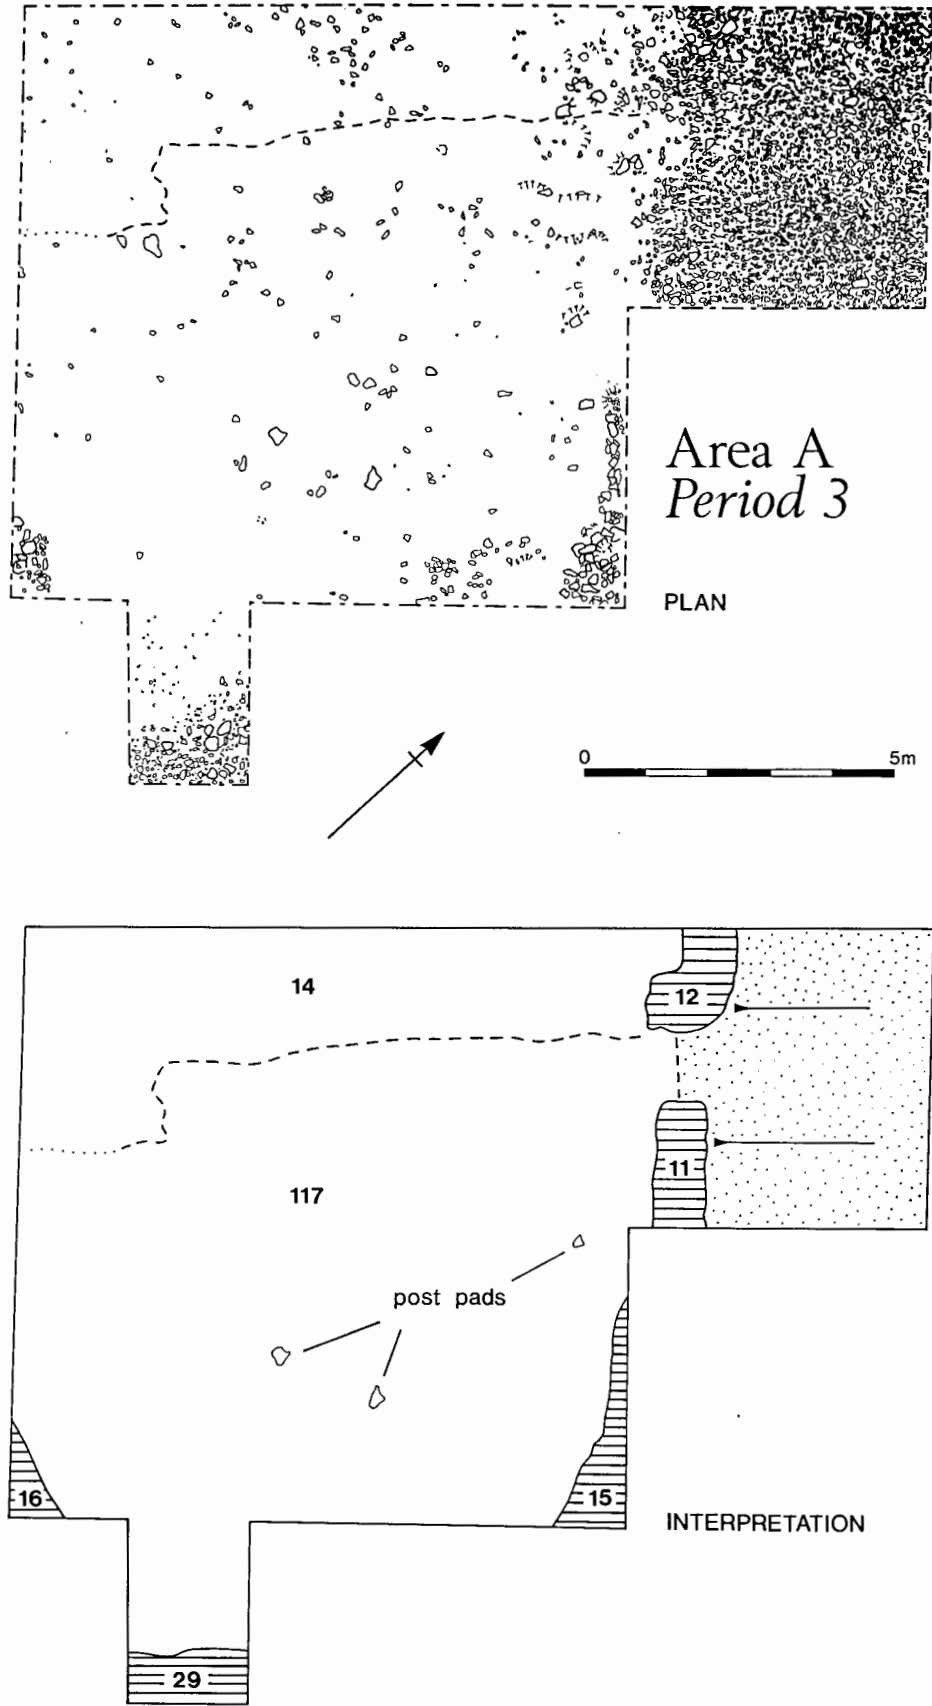 Area A
Period 3
PLAN
0 5m
14
12
11
117
post pads
16
15
INTERPRETATION
29